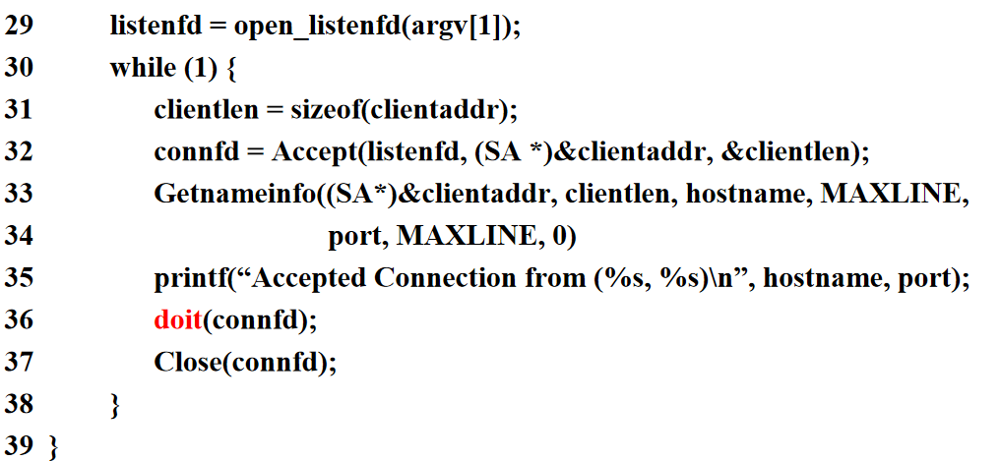 29 listenfd = open_listenfd(argv[1]);
30 while (1) {
31 clientlen = sizeof(clientaddr);
32 connfd = Accept(listenfd, (SA *)&clientaddr, &clientlen);
33 Getnameinfo((SA*)&clientaddr, clientlen, hostname, MAXLINE,
34 port, MAXLINE, 0)
35 printf(“Accepted Connection from (%s, %s)\n”, hostname, port);
36 doit(connfd);
37 Close(connfd);
38 }
39 }